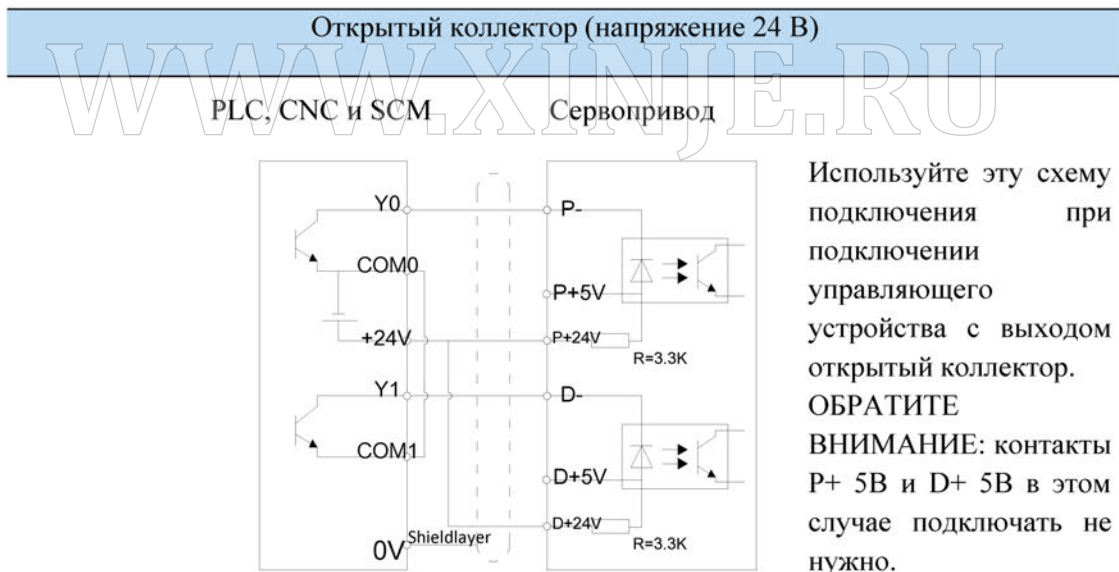 Открытый коллектор (напряжение 24 В)
WWW.XINJE.RU
PLC, CNC и SCM
Сервопривод
Y0
COM0
+24V
Y1
COM1
0V
Shieldlayer
P-
P+5V
P+24V
R=3.3K
D-
D+5V
D+24V
R=3.3K
Используйте эту схему
подключения при
подключении
управляющего
устройства с выходом
открытый коллектор.
ОБРАТИТЕ
ВНИМАНИЕ: контакты
P+ 5В и D+ 5В в этом
случае подключать не
нужно.